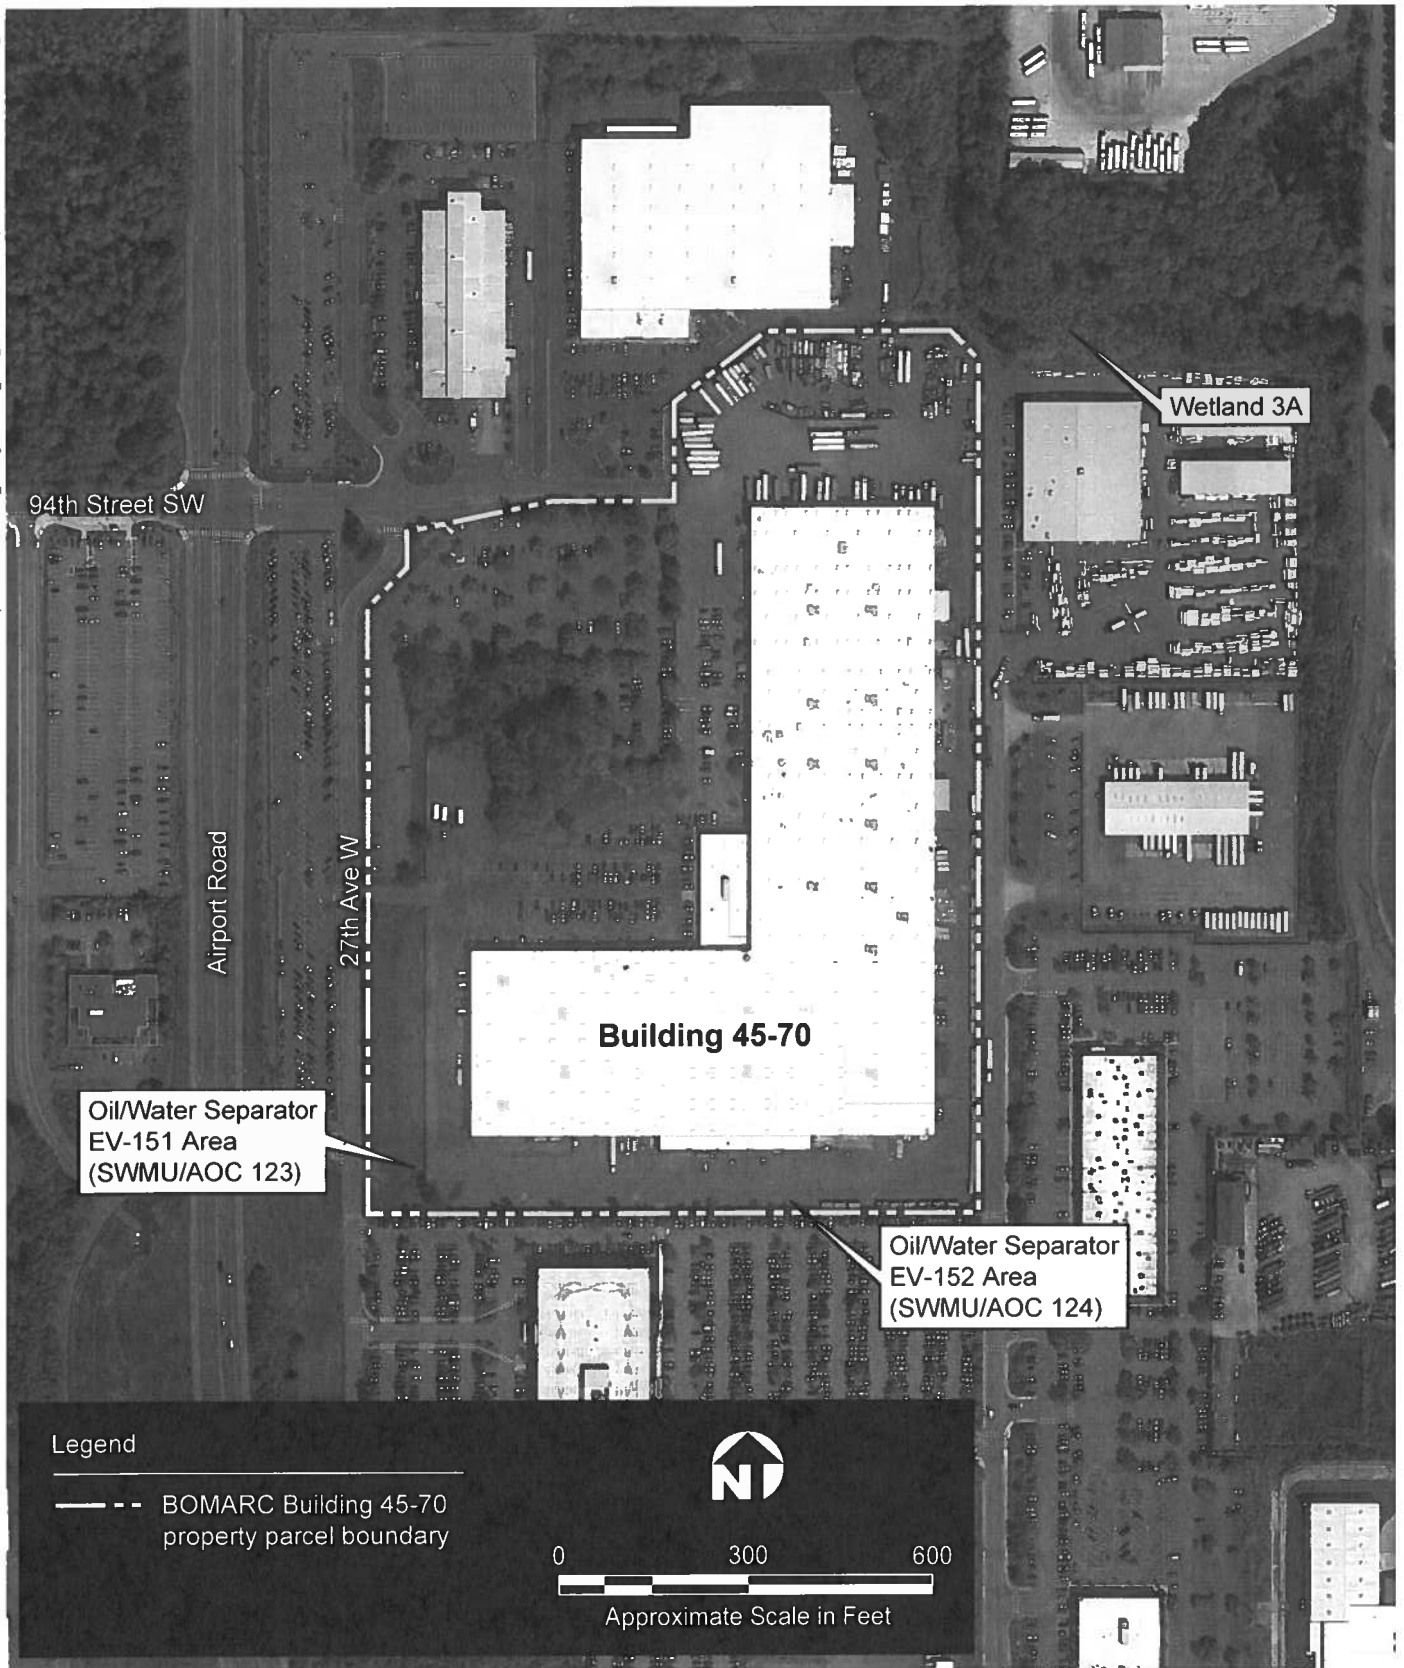 Wetland 3A
94th Street SW
Airport Road
27th Ave W
Building 45-70
Oil/Water Separator
EV-151 Area
(SWMU/AOC 123)
Oil/Water Separator
EV-152 Area
(SWMU/AOC 124)
Legend
BOMARC Building 45-70
property parcel boundary
N
0 300 600
Approximate Scale in Feet